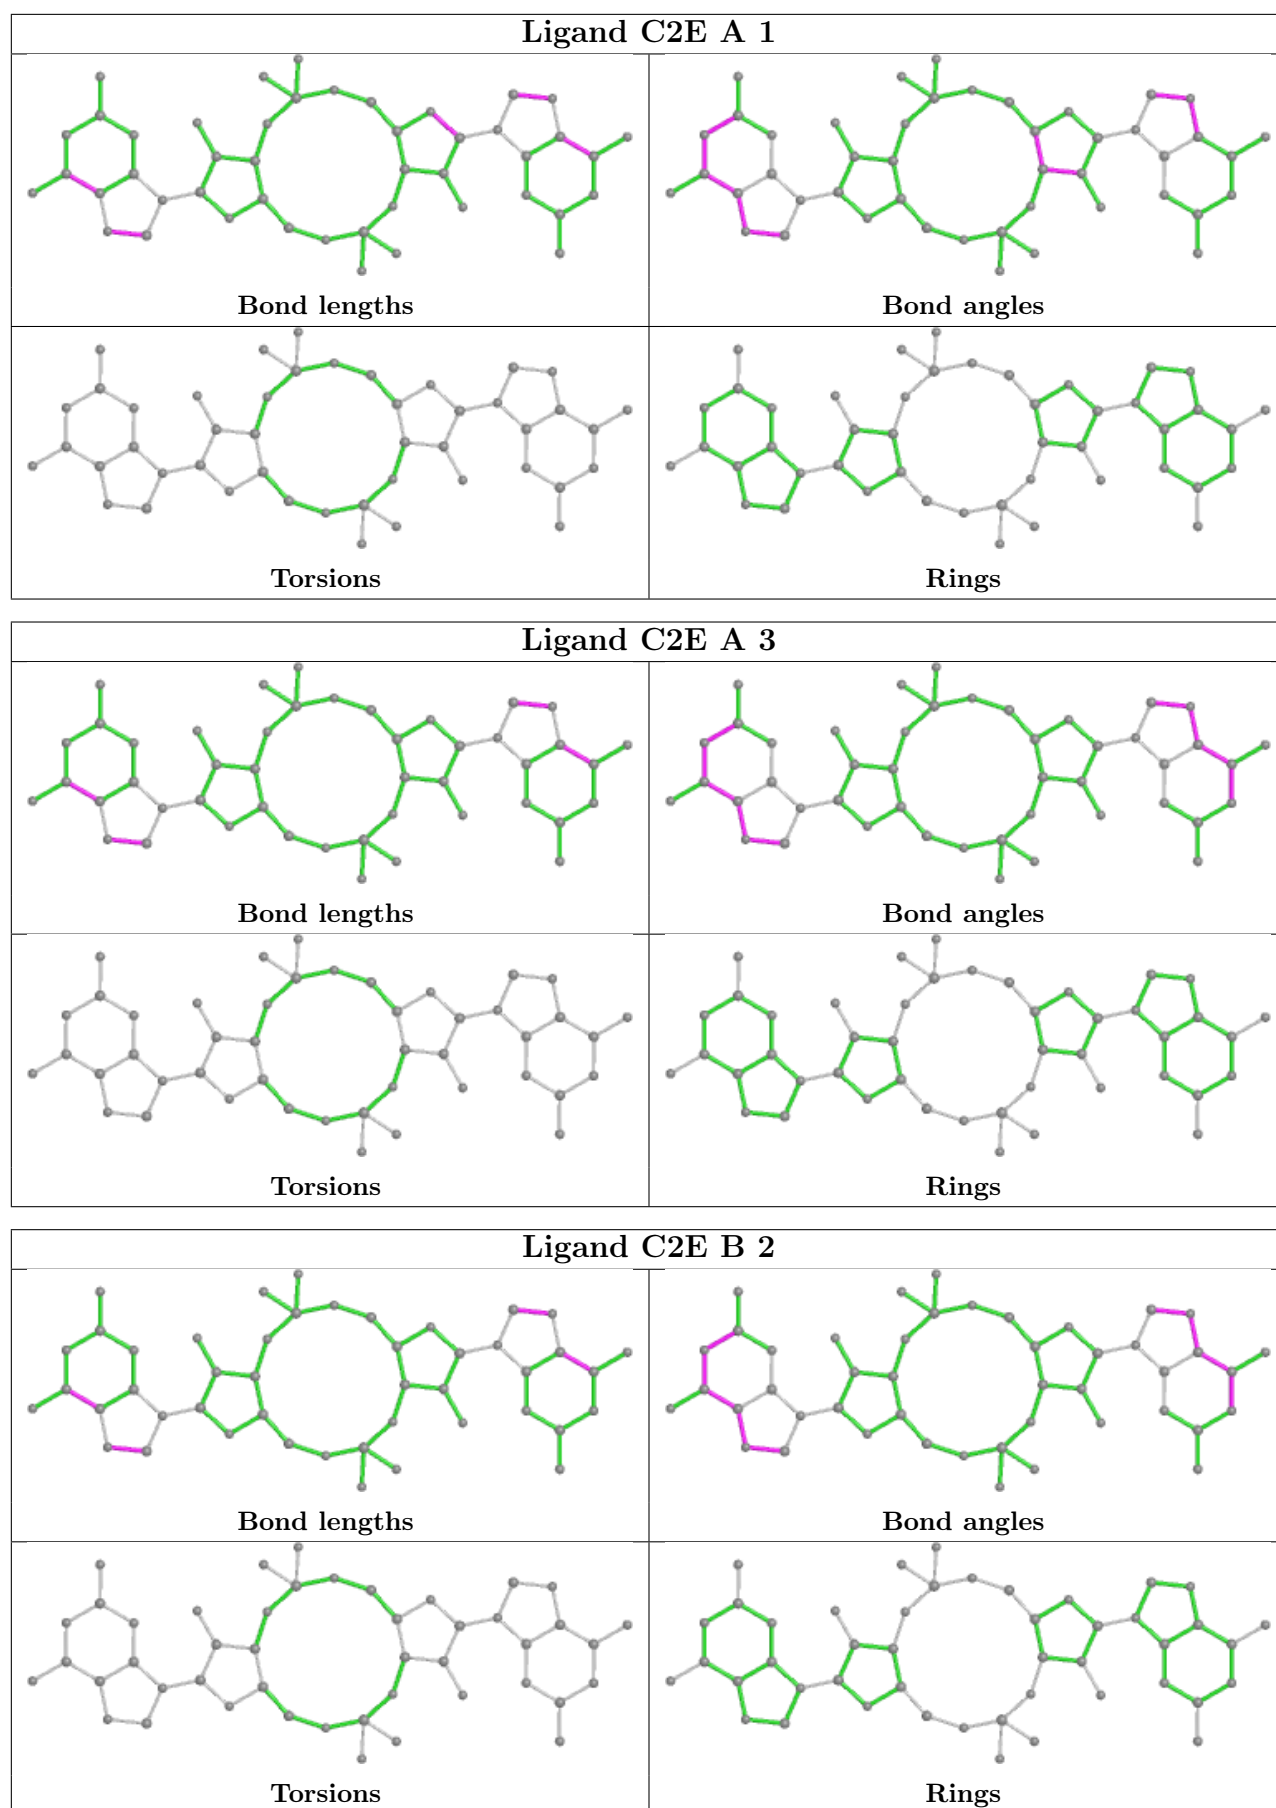 Ligand C2E A 1
Bond lengths
Bond angles
Torsions
Rings
Ligand C2E A 3
Bond lengths
Bond angles
Torsions
Rings
Ligand C2E B 2
Bond lengths
Bond angles
Torsions
Rings